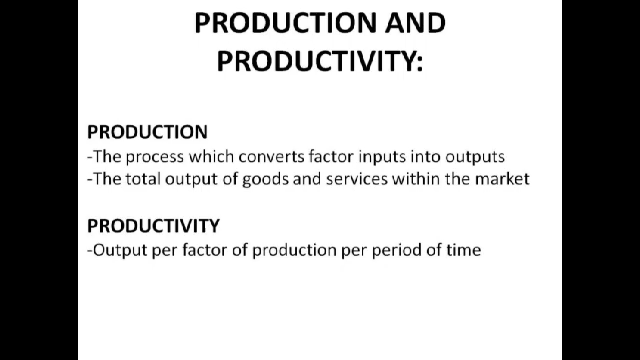 PRODUCTION AND
PRODUCTIVITY:
PRODUCTION
-The process which converts factor inputs into outputs
-The total output of goods and services within the market
PRODUCTIVITY
-Output per factor of production per period of time